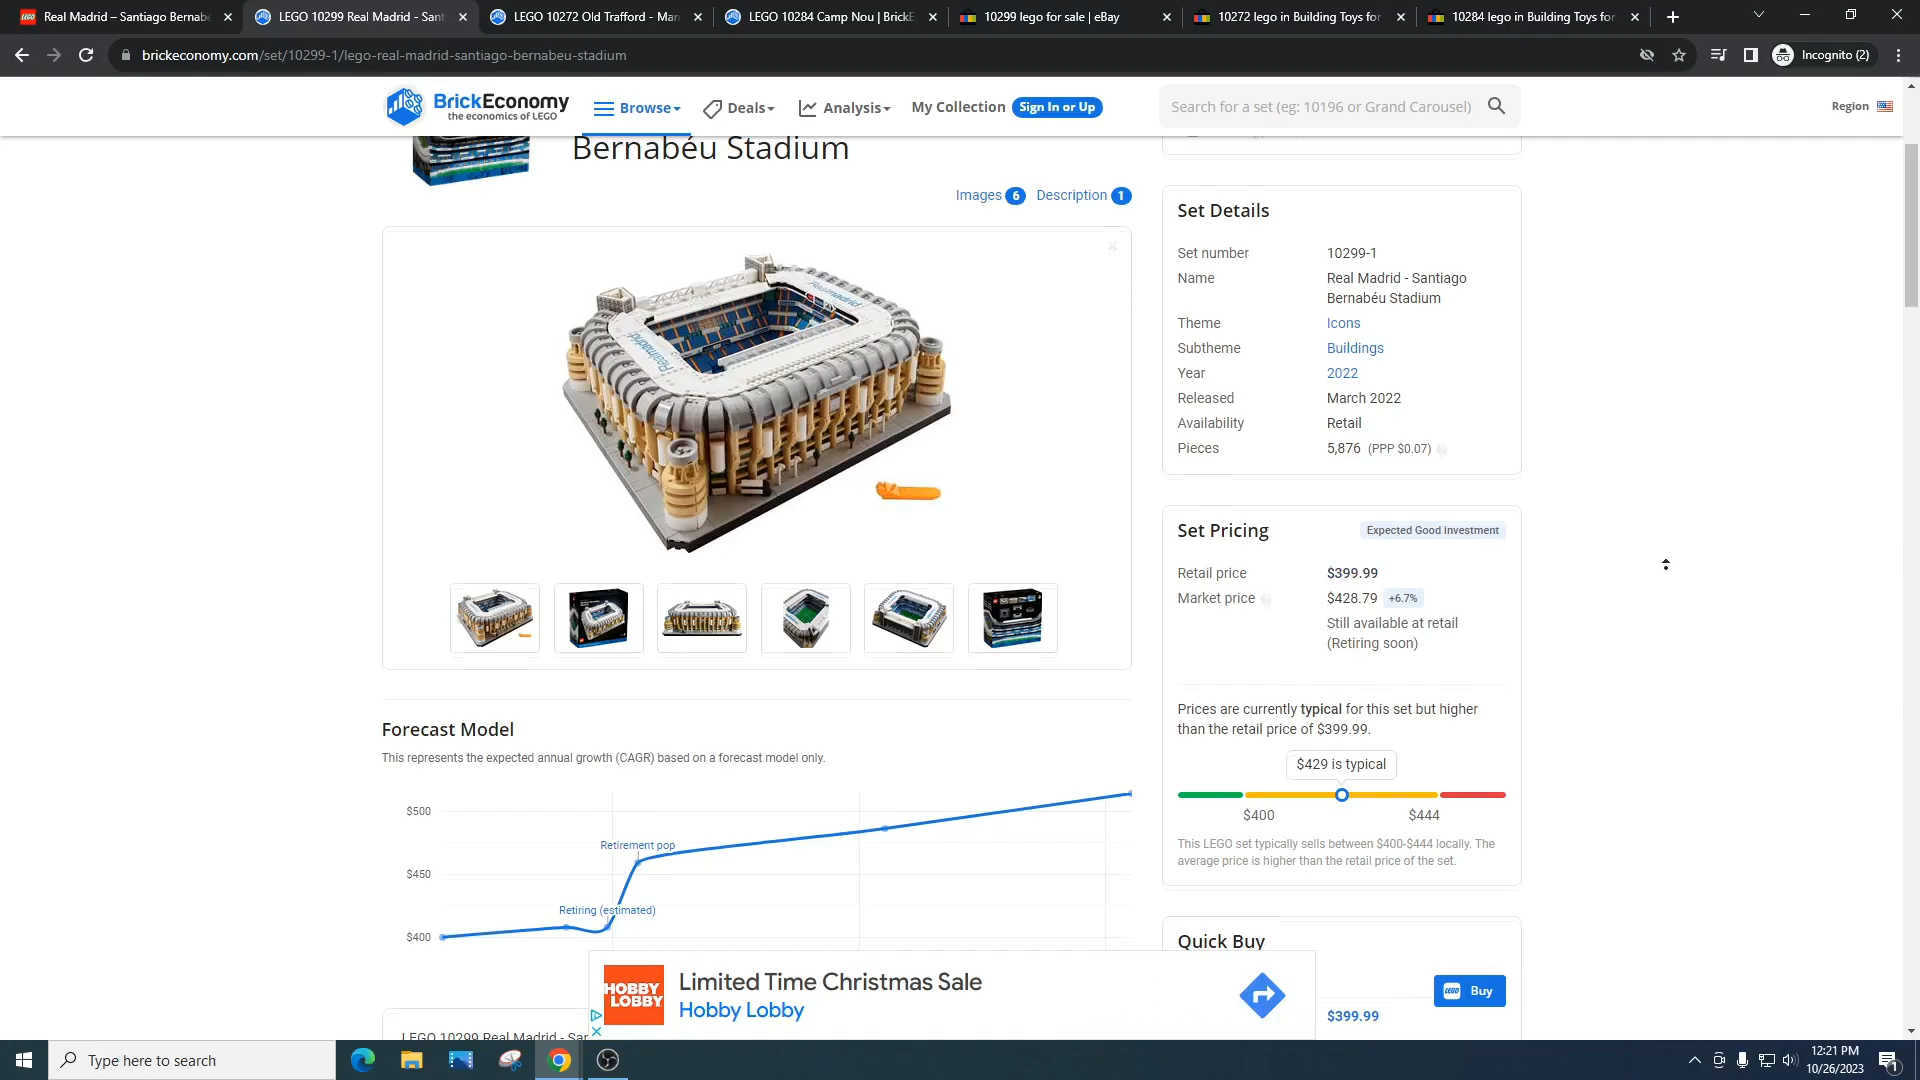 Real Madrid – Santiago Bernabé
LEGO 10299 Real Madrid - Sant
LEGO 10272 Old Trafford - Man
LEGO 10284 Camp Nou | BrickE
10299 lego for sale | eBay
10272 lego in Building Toys for
10284 lego in Building Toys for
brickeconomy.com/set/10299-1/lego-real-madrid-santiago-bernabeu-stadium
Incognito (2)
BrickEconomy
the economics of LEGO
Browse
Deals
Analysis
My Collection
Sign In or Up
Search for a set (eg: 10196 or Grand Carousel)
Region
Bernabéu Stadium
Images 6
Description 1
Set Details
Set number 10299-1
Name Real Madrid - Santiago
Bernabéu Stadium
Theme Icons
Subtheme Buildings
Year 2022
Released March 2022
Availability Retail
Pieces 5,876 (PPP $0.07)
Realmadrid
Realmadrid
Set Pricing
Expected Good investment
Retail price $399.99
Market price $428.79 +6.7%
Still available at retail
(Retiring soon)
Prices are currently typical for this set but higher
than the retail price of $399.99.
$429 is typical
$400
$444
This LEGO set typically sells between $400-$444 locally. The
average price is higher than the retail price of the set.
Forecast Model
This represents the expected annual growth (CAGR) based on a forecast model only.
$500
Retirement pop
$450
Retiring (estimated)
$400
Quick Buy
LEGO
Buy
$399.99
HOBBY
LOBBY
Limited Time Christmas Sale
Hobby Lobby
LEGO 10299 Real Madrid - Sar
Type here to search
12:21 PM
10/26/2023
1